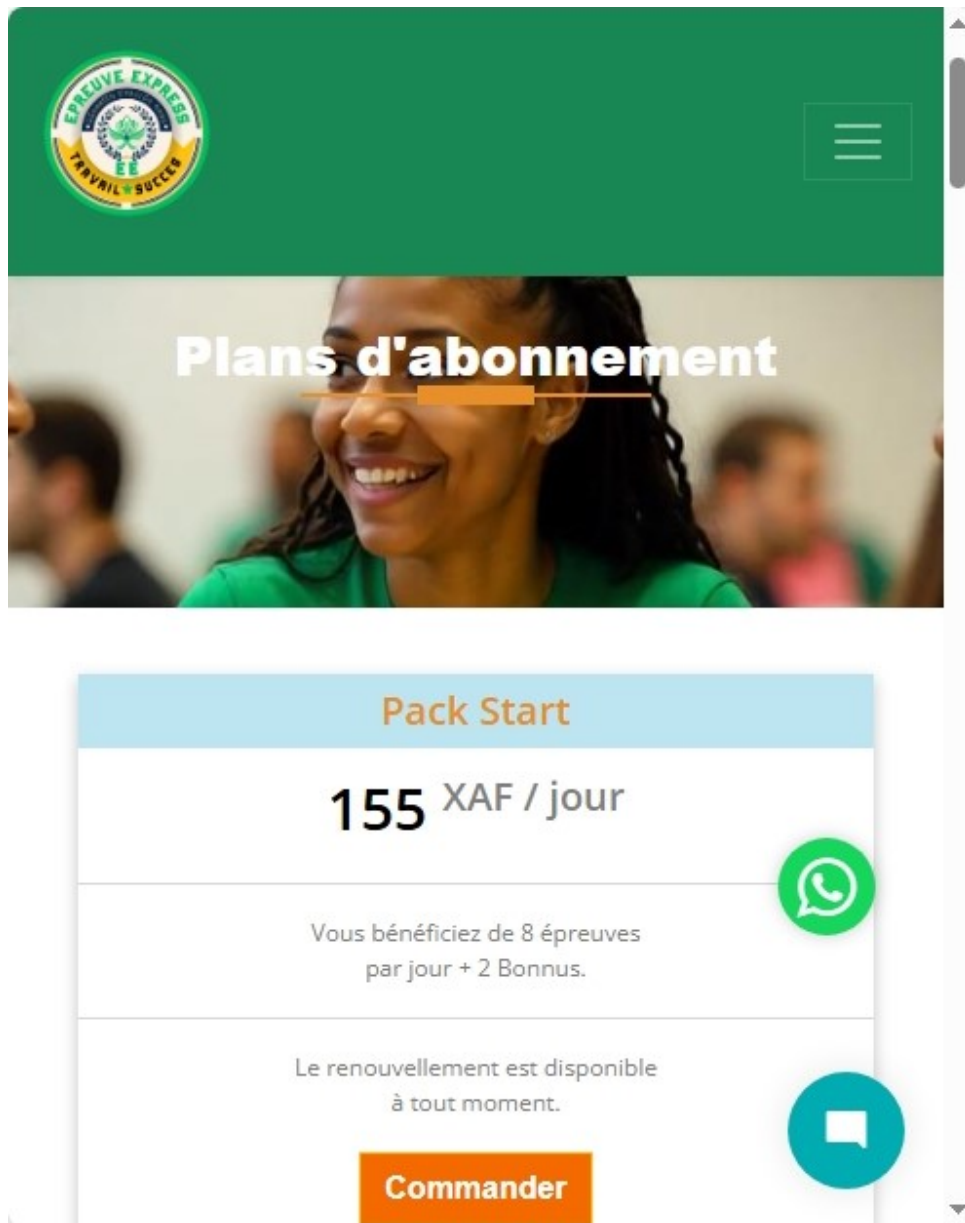 EPREUVE EXPRESS
EE
TRAVAIL★SUCCES
Plans d'abonnement
Pack Start
155 XAF / jour
Vous bénéficiez de 8 épreuves
par jour + 2 Bonnus.
Le renouvellement est disponible
à tout moment.
Commander